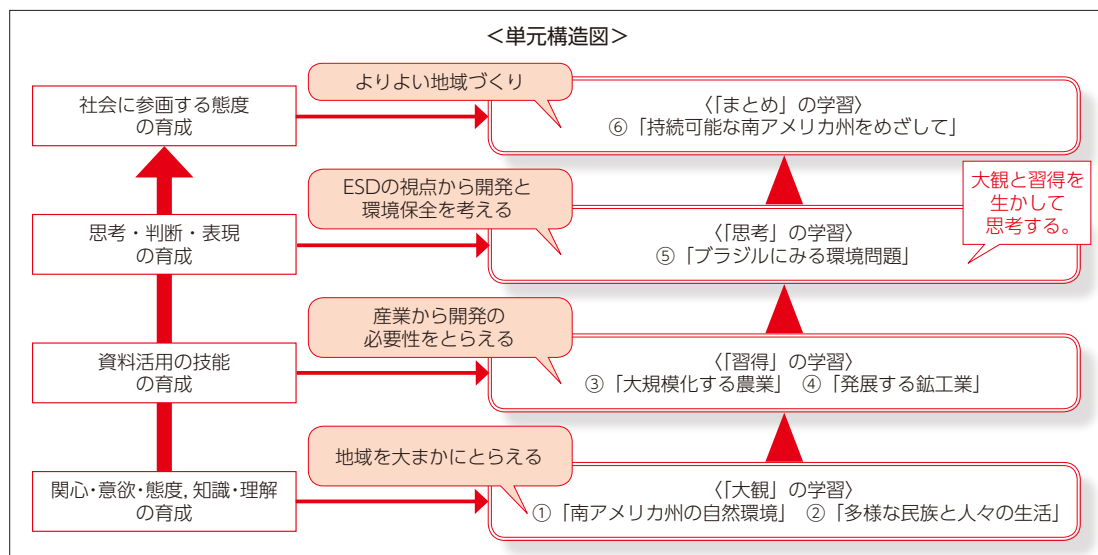 ＜単元構造図＞
よりよい地域づくり
社会に参画する態度
の育成
〈「まとめ」の学習〉
⑥「持続可能な南アメリカ州をめざして」
ESDの視点から開発と
環境保全を考える
大観と習得を
生かして
思考する。
思考・判断・表現
の育成
〈「思考」の学習〉
⑤「ブラジルにみる環境問題」
産業から開発の
必要性をとらえる
資料活用の技能
の育成
〈「習得」の学習〉
③「大規模化する農業」 ④「発展する鉱工業」
地域を大まかにとらえる
関心・意欲・態度，知識・理解
の育成
〈「大観」の学習〉
①「南アメリカ州の自然環境」 ②「多様な民族と人々の生活」